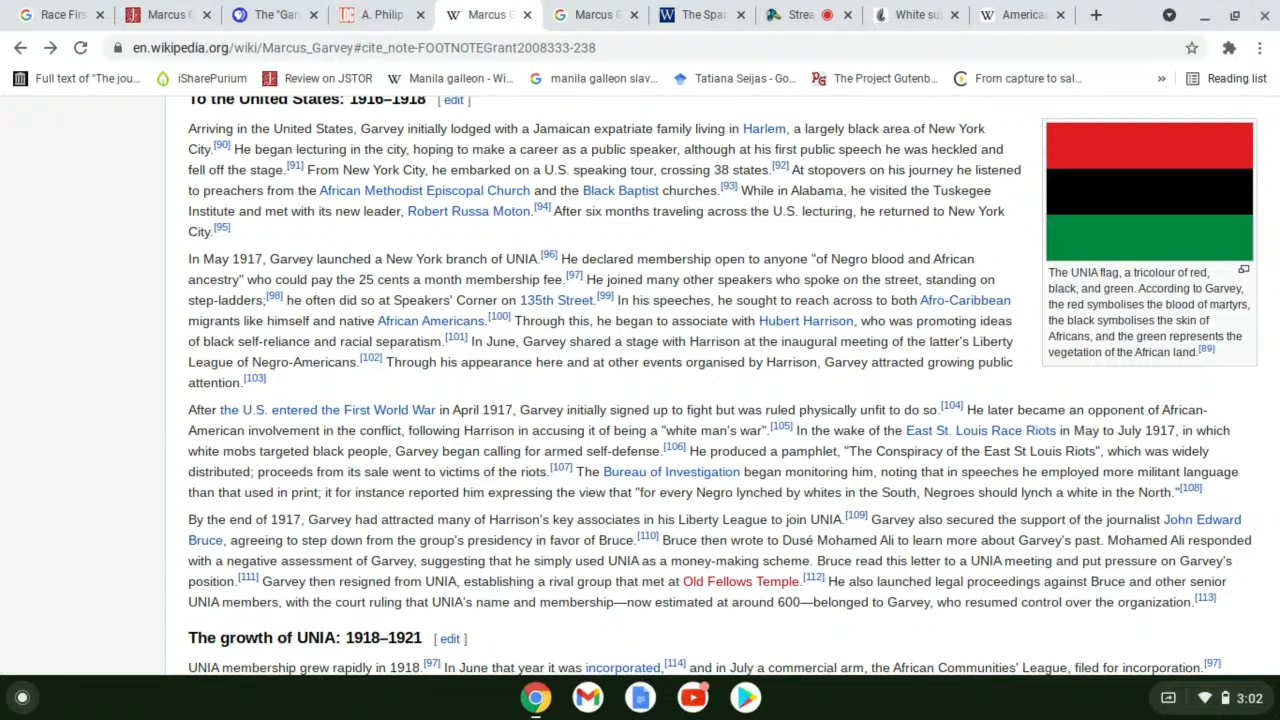 Race Firs
Marcus G
The "Gar
A. Philip
Marcus G
Marcus G
The Spar
Strea
White su
America
en.wikipedia.org/wiki/Marcus_Garvey#cite_note-FOOTNOTEGrant2008333-238
Full text of "The jou...
iSharePurium
Review on JSTOR
Manila galleon - Wi...
manila galleon slav...
Tatiana Seijas - Go...
The Project Gutenb...
From capture to sal...
»
Reading list
To the United States: 1916–1918 [ edit ]
Arriving in the United States, Garvey initially lodged with a Jamaican expatriate family living in Harlem, a largely black area of New York
City.[90] He began lecturing in the city, hoping to make a career as a public speaker, although at his first public speech he was heckled and
fell off the stage.[91] From New York City, he embarked on a U.S. speaking tour, crossing 38 states.[92] At stopovers on his journey he listened
to preachers from the African Methodist Episcopal Church and the Black Baptist churches.[93] While in Alabama, he visited the Tuskegee
Institute and met with its new leader, Robert Russa Moton.[94] After six months traveling across the U.S. lecturing, he returned to New York
City.[95]
The UNIA flag, a tricolour of red,
black, and green. According to Garvey,
the red symbolises the blood of martyrs,
the black symbolises the skin of
Africans, and the green represents the
vegetation of the African land.[89]
In May 1917, Garvey launched a New York branch of UNIA.[96] He declared membership open to anyone "of Negro blood and African
ancestry" who could pay the 25 cents a month membership fee.[97] He joined many other speakers who spoke on the street, standing on
step-ladders;[98] he often did so at Speakers' Corner on 135th Street.[99] In his speeches, he sought to reach across to both Afro-Caribbean
migrants like himself and native African Americans.[100] Through this, he began to associate with Hubert Harrison, who was promoting ideas
of black self-reliance and racial separatism.[101] In June, Garvey shared a stage with Harrison at the inaugural meeting of the latter's Liberty
League of Negro-Americans.[102] Through his appearance here and at other events organised by Harrison, Garvey attracted growing public
attention.[103]
After the U.S. entered the First World War in April 1917, Garvey initially signed up to fight but was ruled physically unfit to do so.[104] He later became an opponent of African-
American involvement in the conflict, following Harrison in accusing it of being a "white man's war".[105] In the wake of the East St. Louis Race Riots in May to July 1917, in which
white mobs targeted black people, Garvey began calling for armed self-defense.[106] He produced a pamphlet, "The Conspiracy of the East St Louis Riots", which was widely
distributed; proceeds from its sale went to victims of the riots.[107] The Bureau of Investigation began monitoring him, noting that in speeches he employed more militant language
than that used in print; it for instance reported him expressing the view that "for every Negro lynched by whites in the South, Negroes should lynch a white in the North."[108]
By the end of 1917, Garvey had attracted many of Harrison's key associates in his Liberty League to join UNIA.[109] Garvey also secured the support of the journalist John Edward
Bruce, agreeing to step down from the group's presidency in favor of Bruce.[110] Bruce then wrote to Dusé Mohamed Ali to learn more about Garvey's past. Mohamed Ali responded
with a negative assessment of Garvey, suggesting that he simply used UNIA as a money-making scheme. Bruce read this letter to a UNIA meeting and put pressure on Garvey's
position.[111] Garvey then resigned from UNIA, establishing a rival group that met at Old Fellows Temple.[112] He also launched legal proceedings against Bruce and other senior
UNIA members, with the court ruling that UNIA's name and membership—now estimated at around 600—belonged to Garvey, who resumed control over the organization.[113]
The growth of UNIA: 1918–1921 [ edit ]
UNIA membership grew rapidly in 1918.[97] In June that year it was incorporated,[114] and in July a commercial arm, the African Communities' League, filed for incorporation.[97]
3:02